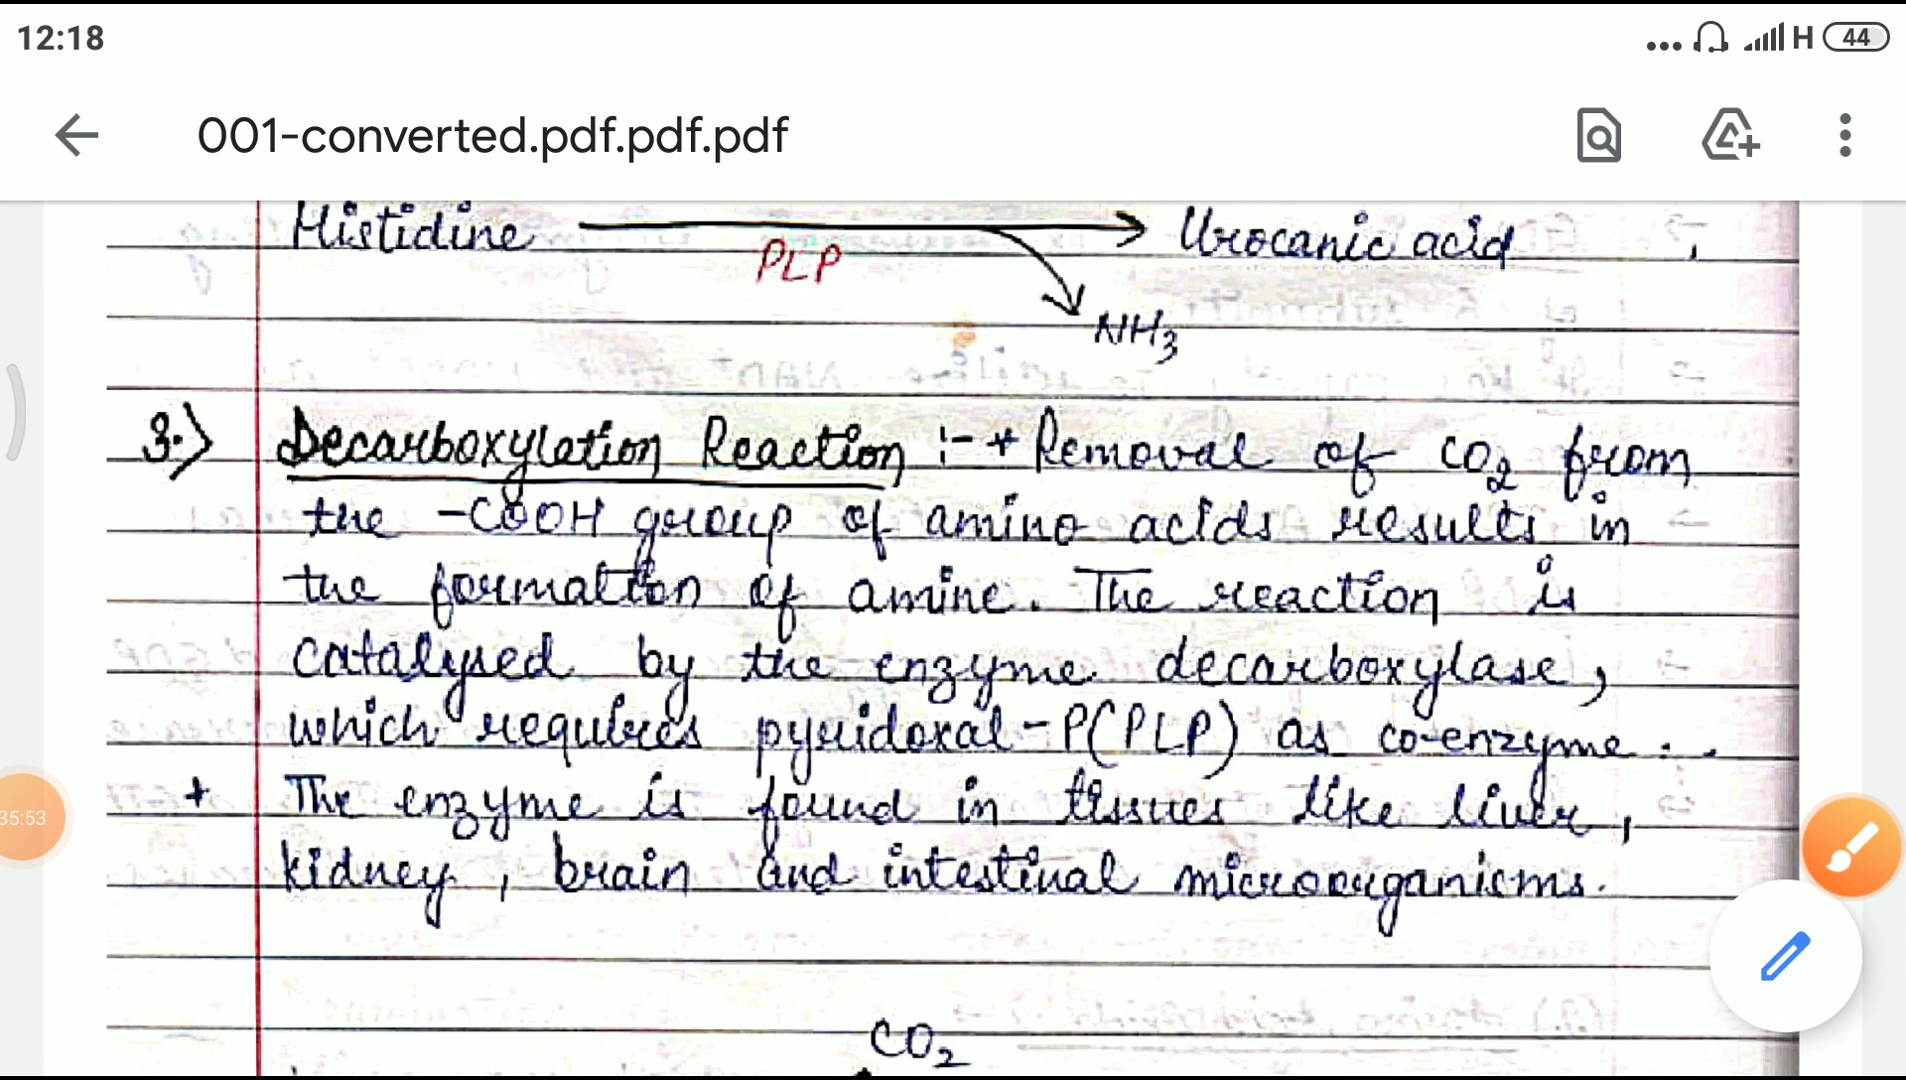 12:18
H 44
001-converted.pdf.pdf.pdf
Histidine → Urocanic acid
PLP
NH3
3.) Decarboxylation Reaction :- * Removal of CO2 from
the -COOH group of amino acids results in
the formation of amine. The reaction is
catalysed by the enzyme decarboxylase,
which requires pyridoxal-P(PLP) as co-enzyme.
+ The enzyme is found in tissues like liver,
35:53
kidney, brain and intestinal microorganisms.
CO2